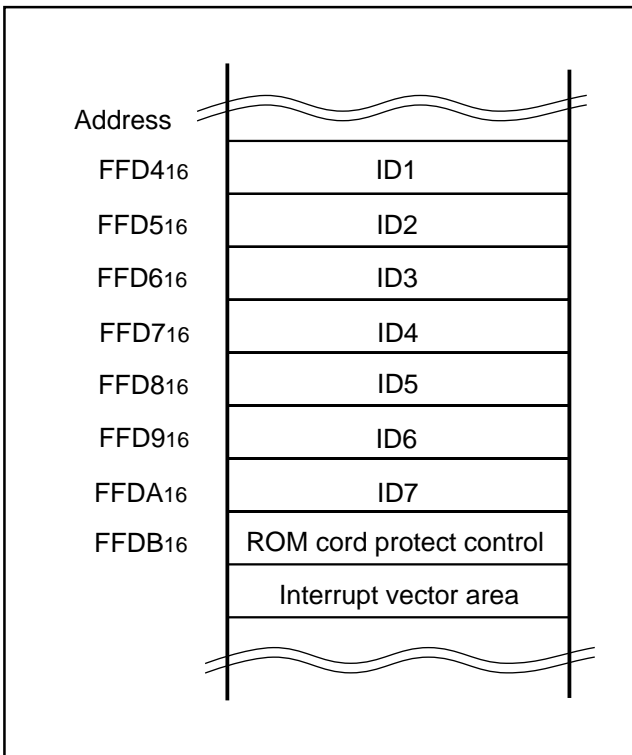 Address
FFD416 ID1
FFD516 ID2
FFD616 ID3
FFD716 ID4
FFD816 ID5
FFD916 ID6
FFDA16 ID7
FFDB16 ROM cord protect control
Interrupt vector area